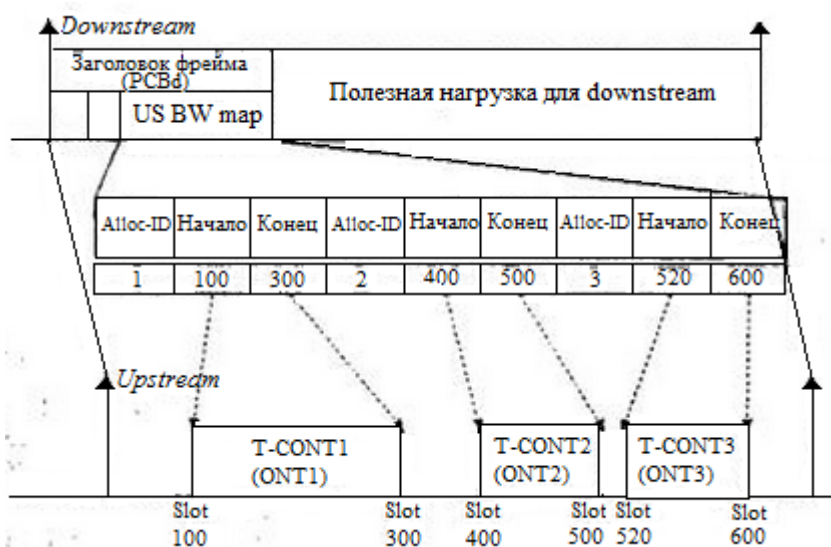 Downstream
Заголовок фрейма
(PCBd)
US BW map
Полезная нагрузка для downstream
Alloc-ID Начало Конец Alloc-ID Начало Конец Alloc-ID Начало Конец
1 100 300 2 400 500 3 520 600
Upstream
T-CONT1
(ONT1)
T-CONT2
(ONT2)
T-CONT3
(ONT3)
Slot
100
Slot
300
Slot
400
Slot
500
Slot
520
Slot
600